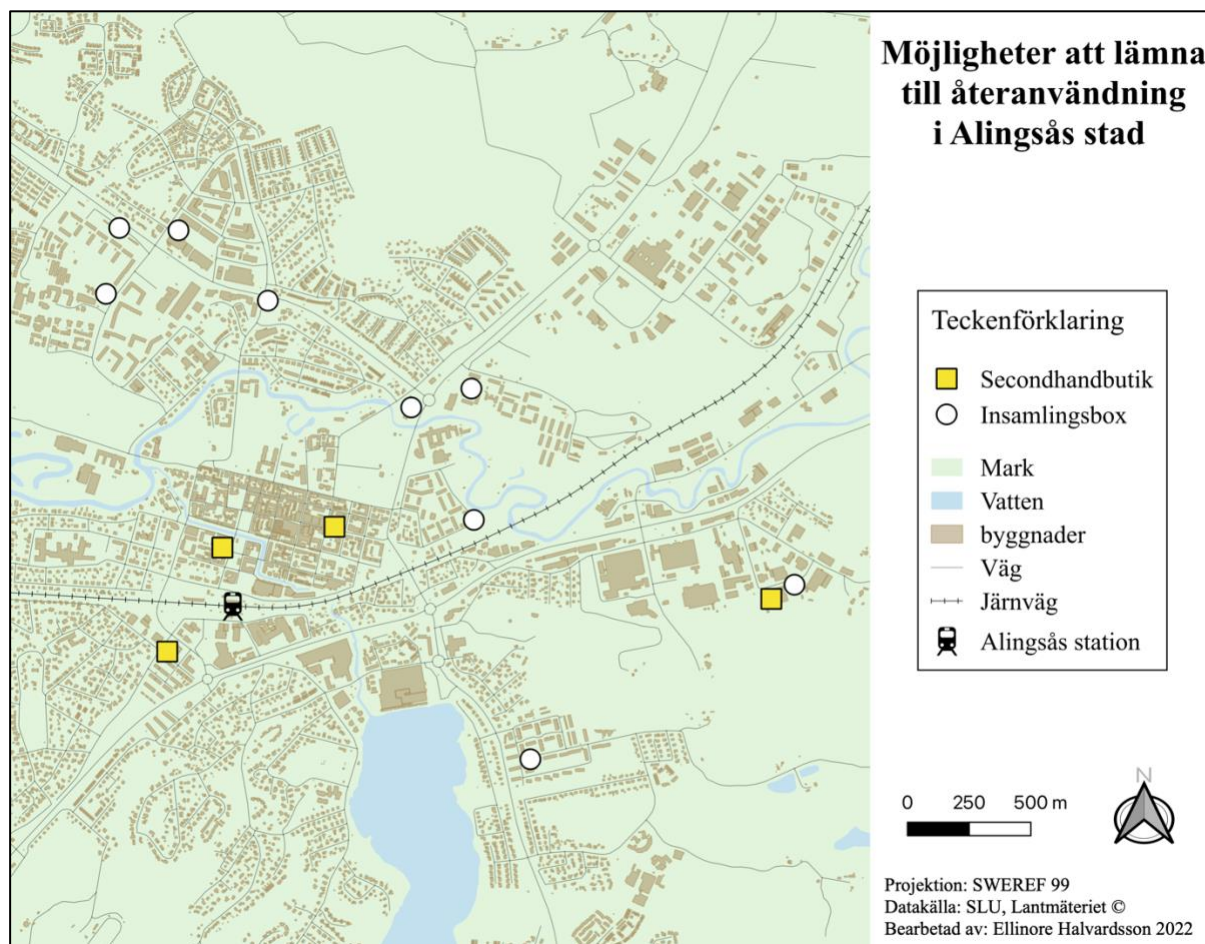 Möjligheter att lämna
till återanvändning
i Alingsås stad
Teckenförklaring
Secondhandbutik
Insamlingsbox
Mark
Vatten
byggnader
Väg
Järnväg
Alingsås station
N
0 250 500 m
Projektion: SWEREF 99
Datakälla: SLU, Lantmäteriet ©
Bearbetad av: Ellinore Halvardsson 2022